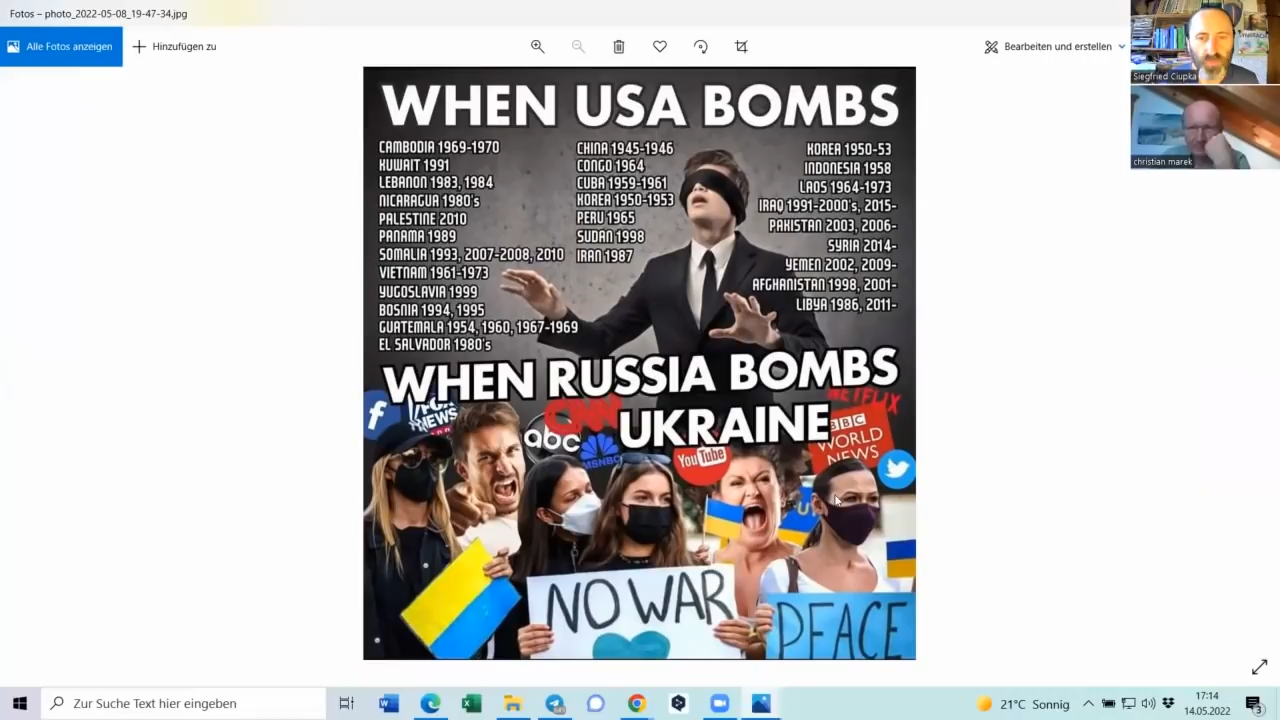 Fotos – photo_2022-05-08_19-47-34.jpg
Alle Fotos anzeigen
Hinzufügen zu
Bearbeiten und erstellen
Siegfried Ciupka
christian marek
WHEN USA BOMBS
CAMBODIA 1969-1970
KUWAIT 1991
LEBANON 1983, 1984
NICARAGUA 1980's
PALESTINE 2010
PANAMA 1989
SOMALIA 1993, 2007-2008, 2010
VIETNAM 1961-1973
YUGOSLAVIA 1999
BOSNIA 1994, 1995
GUATEMALA 1954, 1960, 1967-1969
EL SALVADOR 1980's
CHINA 1945-1946
CONGO 1964
CUBA 1959-1961
KOREA 1950-1953
PERU 1965
SUDAN 1998
IRAN 1987
KOREA 1950-53
INDONESIA 1958
LAOS 1964-1973
IRAQ 1991-2000's, 2015-
PAKISTAN 2003, 2006-
SYRIA 2014-
YEMEN 2002, 2009-
AFGHANISTAN 1998, 2001-
LIBYA 1986, 2011-
WHEN RUSSIA BOMBS
UKRAINE
f
FOX
NEWS
CNN
abc
MSNBC
YouTube
NETFLIX
BBC
WORLD
NEWS
NO WAR
PEACE
Zur Suche Text hier eingeben
21°C Sonnig
17:14
14.05.2022